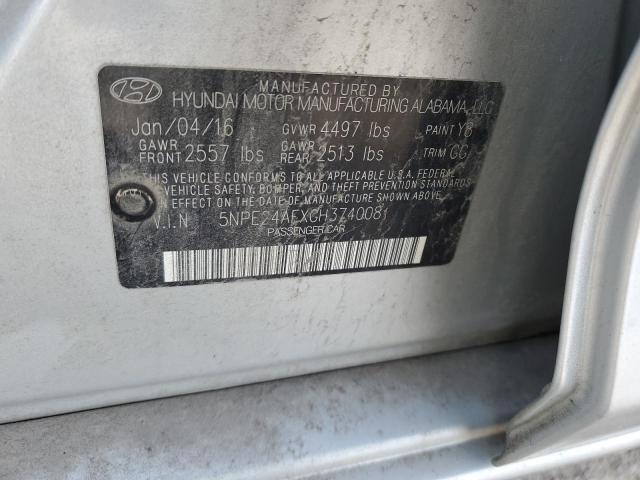 MANUFACTURED BY
HYUNDAI MOTOR MANUFACTURING ALABAMA, LLC
Jan/04/16 GVWR 4497 lbs PAINT Y8
GAWR FRONT 2557 lbs GAWR REAR 2513 lbs TRIM GG
THIS VEHICLE CONFORMS TO ALL APPLICABLE U.S.A. FEDERAL
MOTOR VEHICLE SAFETY, BUMPER, AND THEFT PREVENTION STANDARDS
IN EFFECT ON THE DATE OF MANUFACTURE SHOWN ABOVE.
V.I.N 5NPE24AFXGH374008
PASSENGER CAR